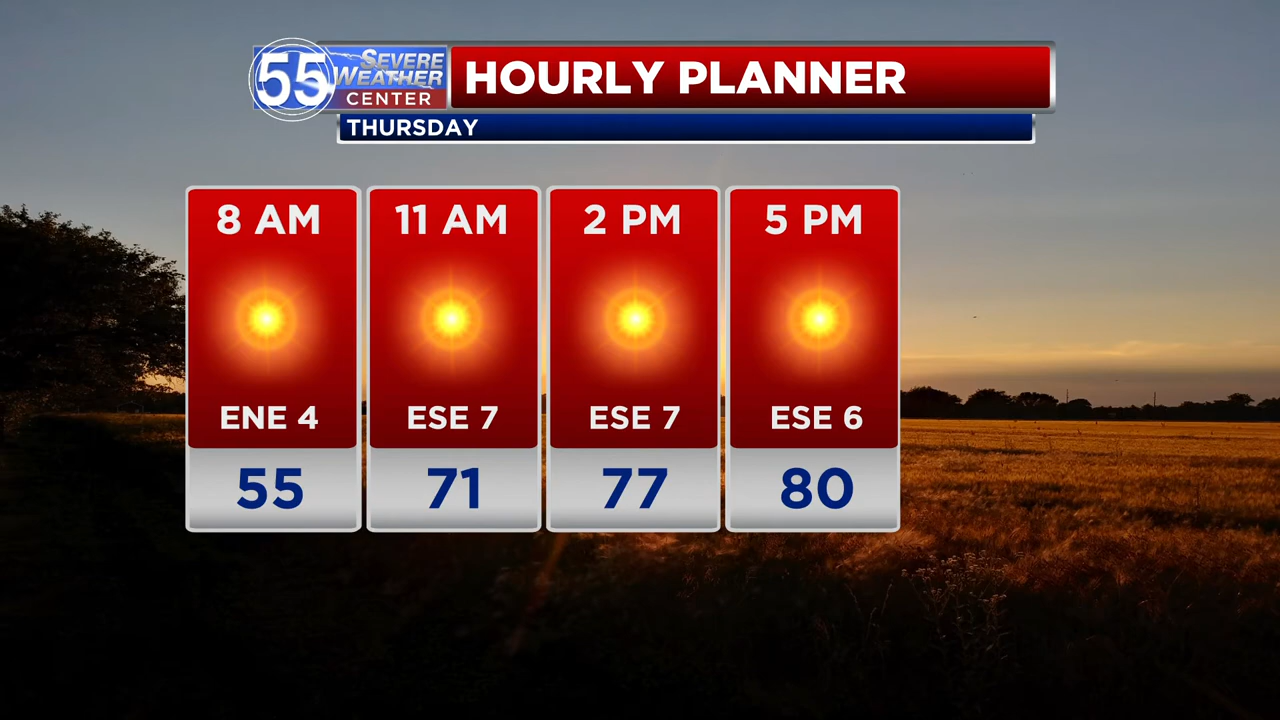 55 SEVERE WEATHER CENTER
HOURLY PLANNER
THURSDAY
8 AM 11 AM 2 PM 5 PM
ENE 4 ESE 7 ESE 7 ESE 6
55 71 77 80